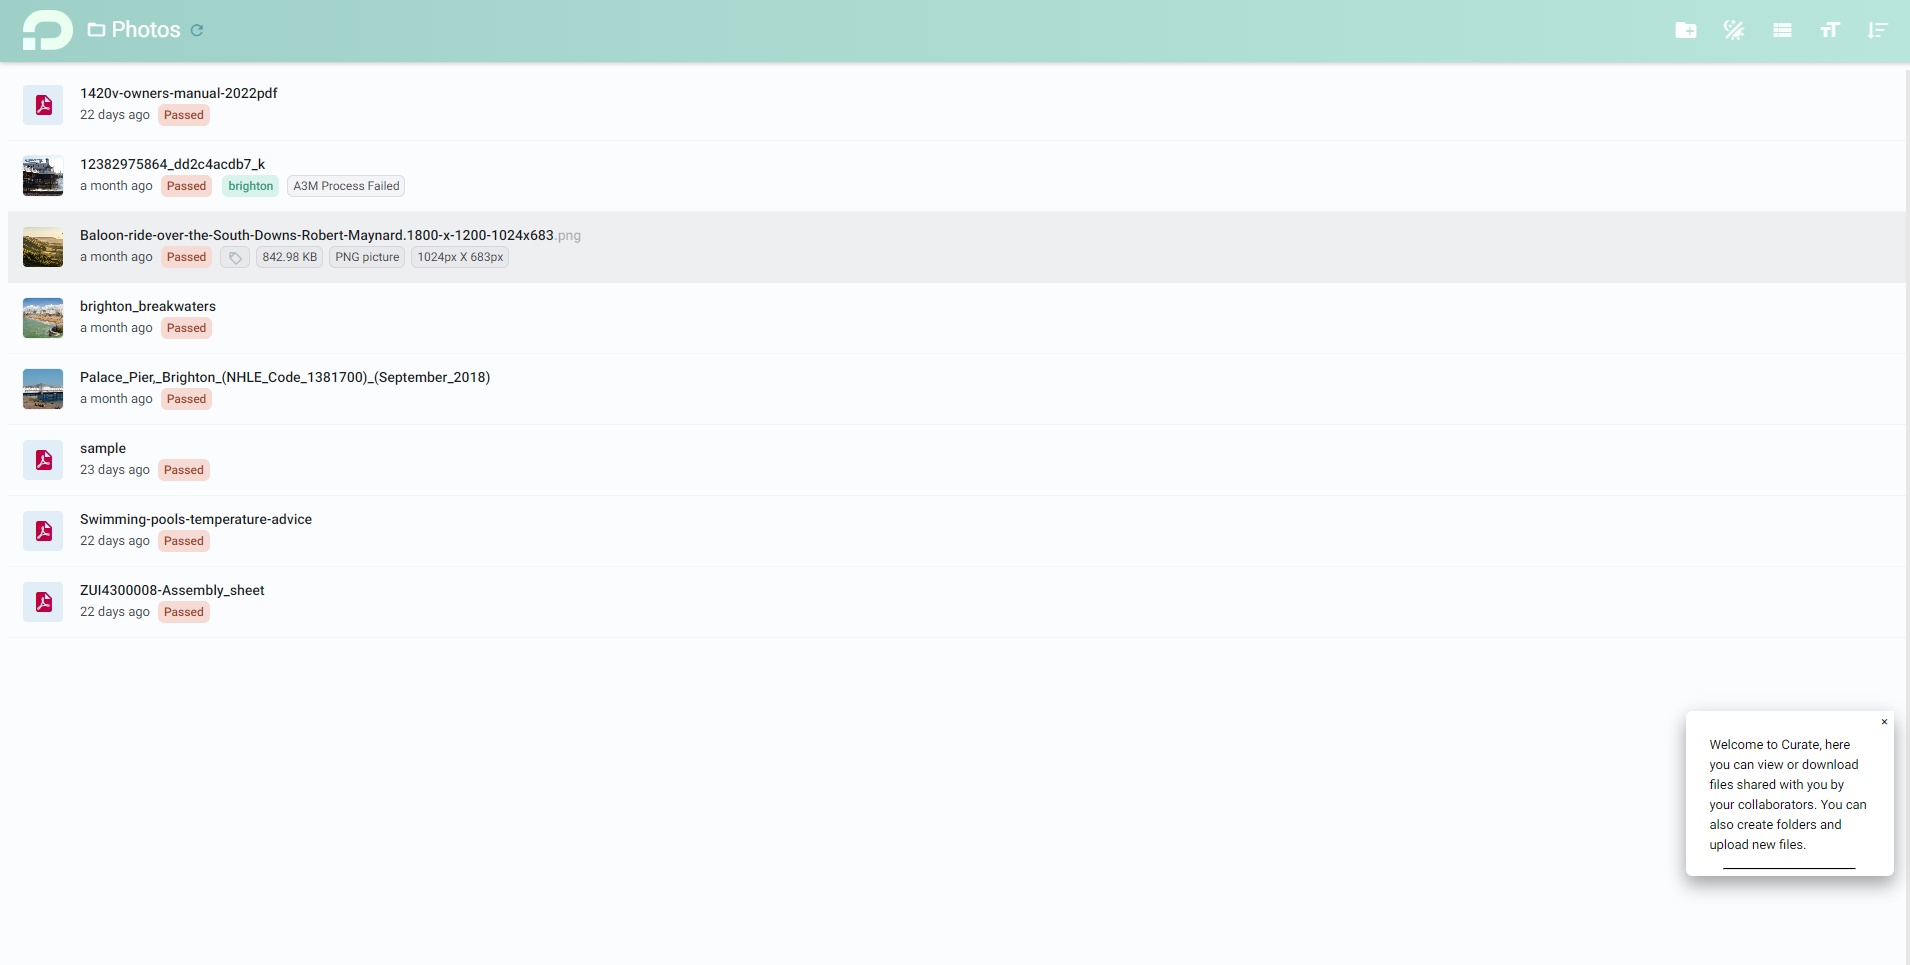 Photos
1420v-owners-manual-2022pdf
22 days ago Passed
12382975864_dd2c4acdb7_k
a month ago Passed brighton A3M Process Failed
Baloon-ride-over-the-South-Downs-Robert-Maynard.1800-x-1200-1024x683.png
a month ago Passed 842.98 KB PNG picture 1024px X 683px
brighton_breakwaters
a month ago Passed
Palace_Pier,_Brighton_(NHLE_Code_1381700)_(September_2018)
a month ago Passed
sample
23 days ago Passed
Swimming-pools-temperature-advice
22 days ago Passed
ZUI4300008-Assembly_sheet
22 days ago Passed
×
Welcome to Curate, here
you can view or download
files shared with you by
your collaborators. You can
also create folders and
upload new files.